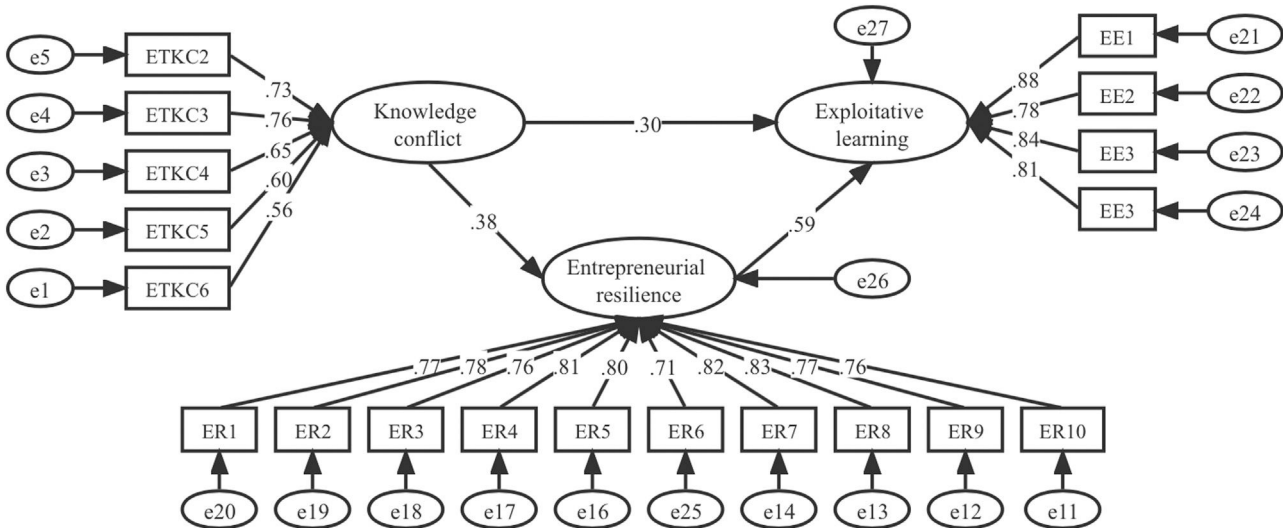 e27
e5 ETKC2 EE1 e21
.73 .88
e4 ETKC3 .76 Knowledge conflict .30 Exploitative learning .78 EE2 e22
e3 ETKC4 .65 .84 EE3 e23
.60 .81
e2 ETKC5 .56 .38 .59 EE3 e24
e1 ETKC6 Entrepreneurial resilience e26
.77 .78 .76 .81 .80 .71 .82 .83 .77 .76
ER1 ER2 ER3 ER4 ER5 ER6 ER7 ER8 ER9 ER10
e20 e19 e18 e17 e16 e25 e14 e13 e12 e11